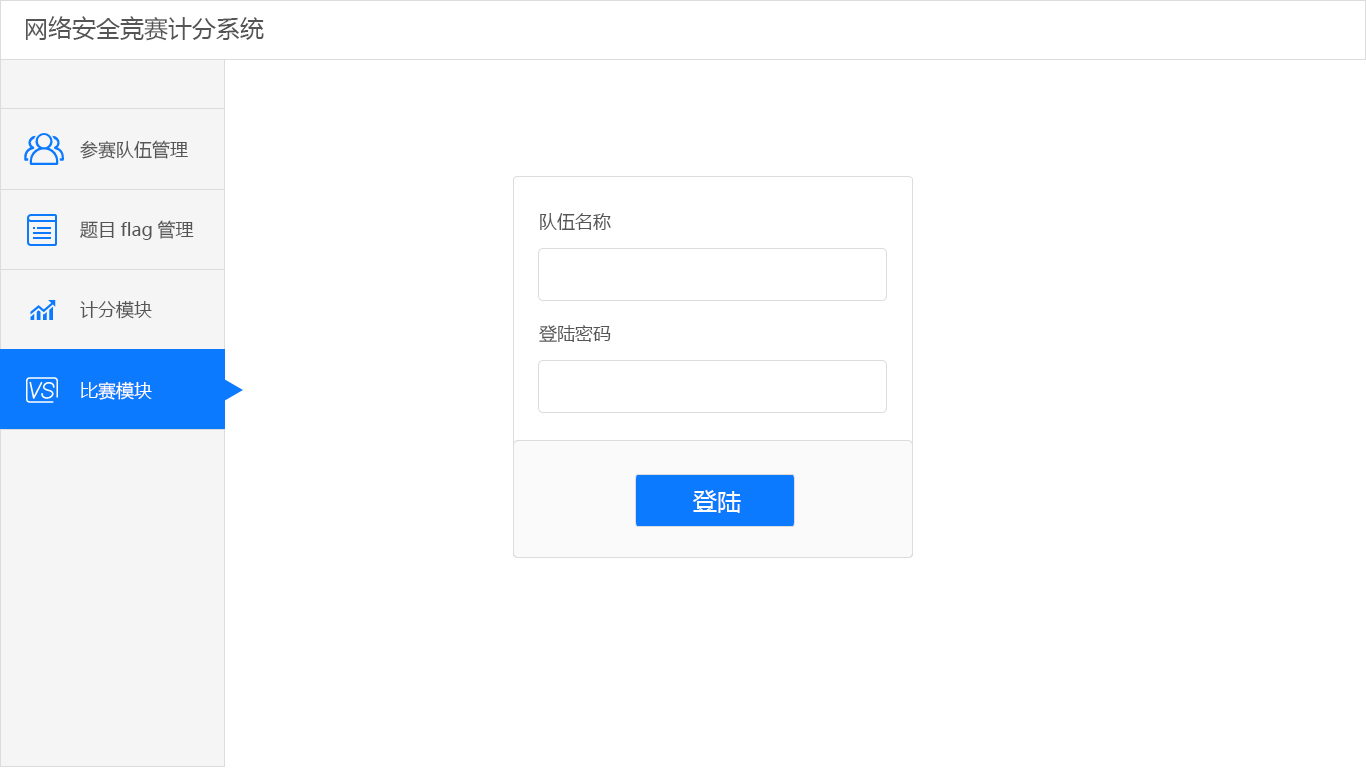 网络安全竞赛计分系统
参赛队伍管理
题目 flag 管理
计分模块
VS 比赛模块
队伍名称
登陆密码
登陆